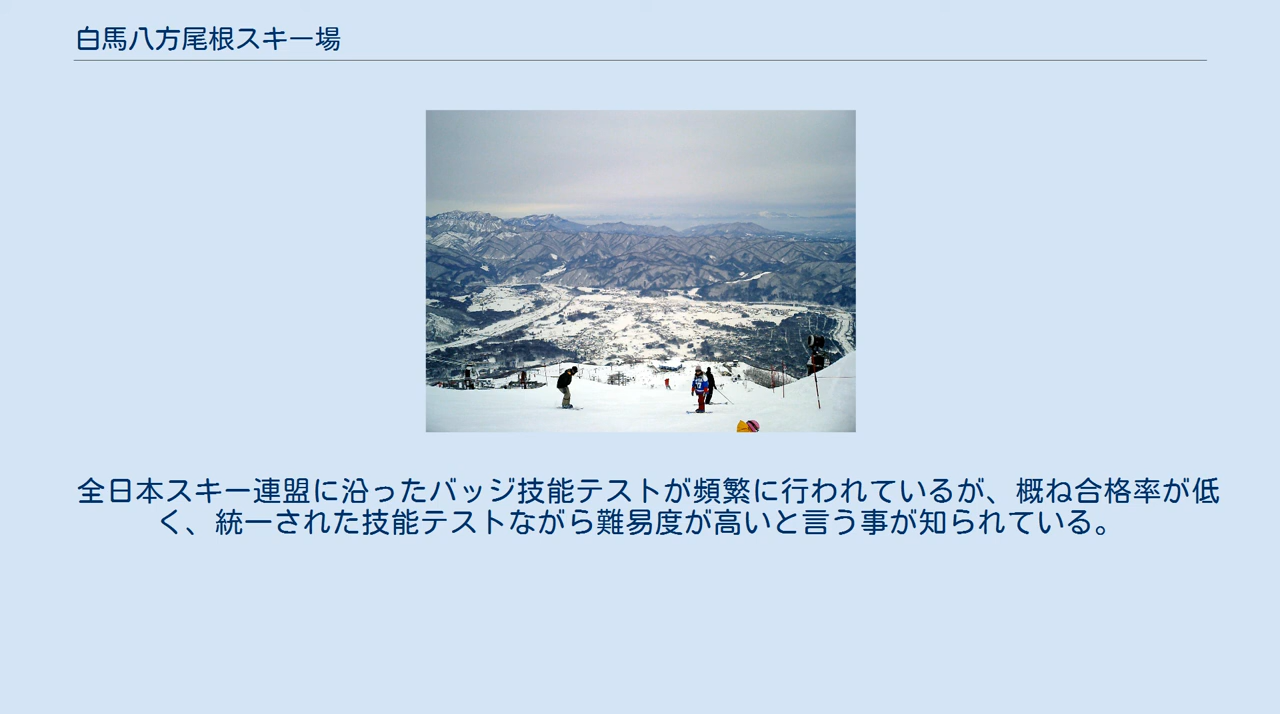 白馬八方尾根スキー場
全日本スキー連盟に沿ったバッジ技能テストが頻繁に行われているが、概ね合格率が低
く、統一された技能テストながら難易度が高いと言う事が知られている。